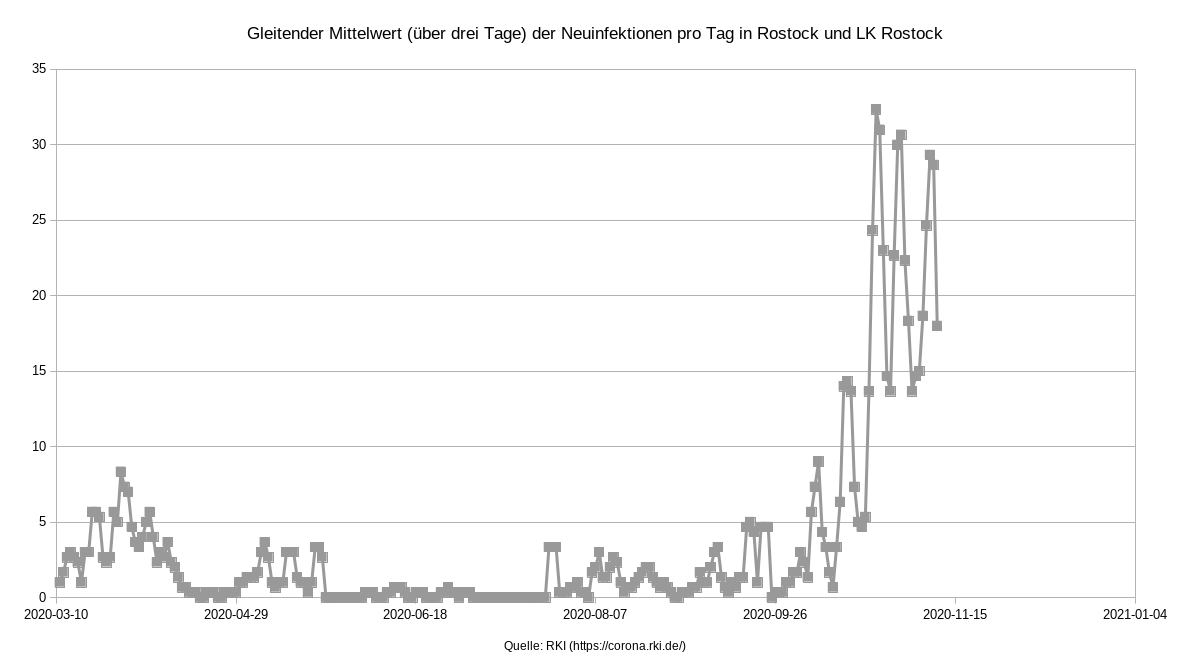 Gleitender Mittelwert (über drei Tage) der Neuinfektionen pro Tag in Rostock und LK Rostock
35
30
25
20
15
10
5
0
2020-03-10 2020-04-29 2020-06-18 2020-08-07 2020-09-26 2020-11-15 2021-01-04
Quelle: RKI (https://corona.rki.de/)